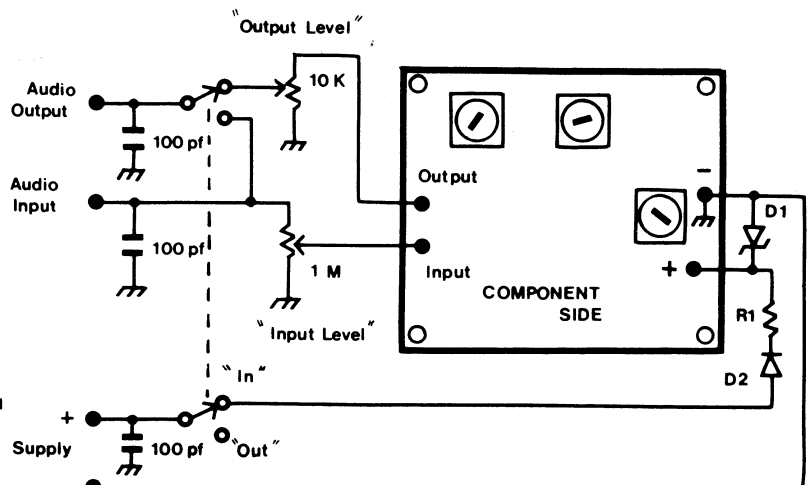 "Output Level"
Audio
Output
10 K
100 pf
Audio
Input
Output
-
D1
100 pf
1 M
Input
+
COMPONENT
SIDE
R1
"Input Level"
D2
"In"
+
Supply
100 pf
"Out"